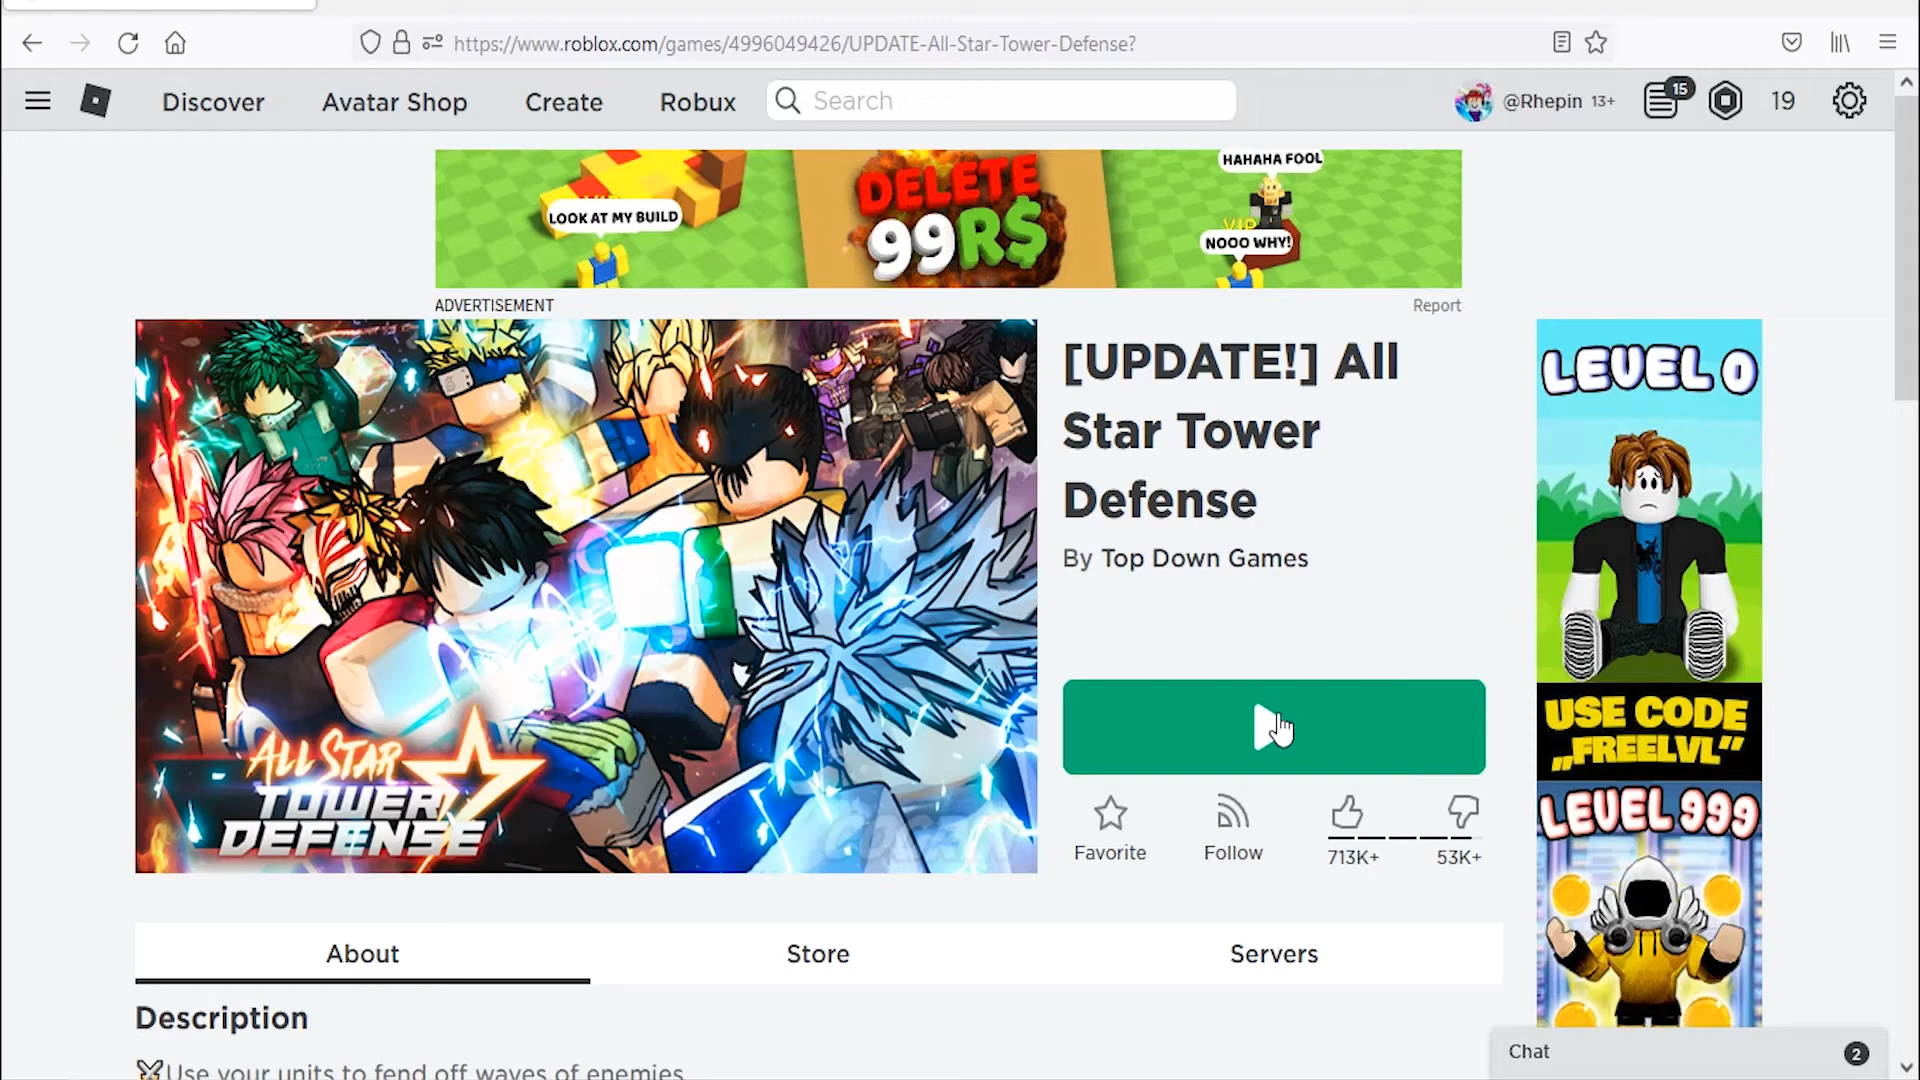 https://www.roblox.com/games/4996049426/UPDATE-All-Star-Tower-Defense?
Discover
Avatar Shop
Create
Robux
Search
@Rhepin 13+
15
19
LOOK AT MY BUILD
DELETE
99R$
HAHAHA FOOL
VIP
NOOO WHY!
ADVERTISEMENT
Report
ALL STAR
TOWER
DEFENSE
[UPDATE!] All
Star Tower
Defense
By Top Down Games
Favorite
Follow
713K+
53K+
LEVEL 0
USE CODE
„FREELVL”
LEVEL 999
About
Store
Servers
Description
Use your units to fend off waves of enemies
Chat
2